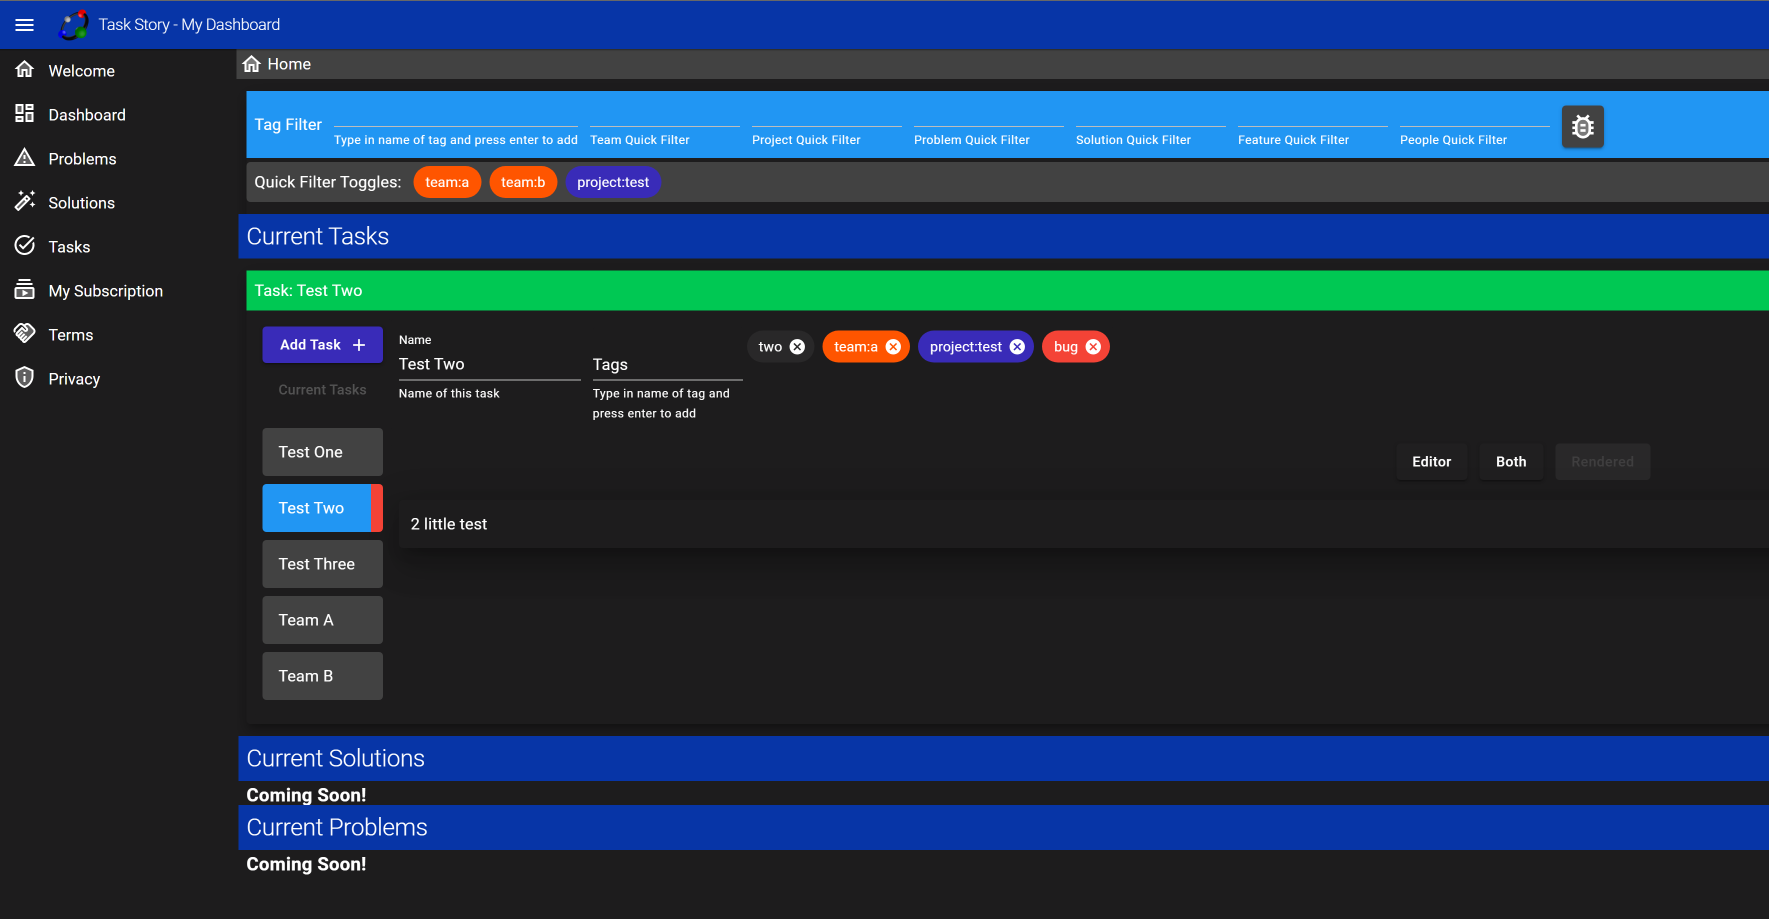 Task Story - My Dashboard
Welcome
Dashboard
Problems
Solutions
Tasks
My Subscription
Terms
Privacy
Home
Tag Filter
Type in name of tag and press enter to add
Team Quick Filter
Project Quick Filter
Problem Quick Filter
Solution Quick Filter
Feature Quick Filter
People Quick Filter
Quick Filter Toggles: team:a team:b project:test
Current Tasks
Task: Test Two
Add Task +
Current Tasks
Test One
Test Two
Test Three
Team A
Team B
Name
Test Two
Name of this task
Tags
Type in name of tag and
press enter to add
two team:a project:test bug
Editor Both Rendered
2 little test
Current Solutions
Coming Soon!
Current Problems
Coming Soon!